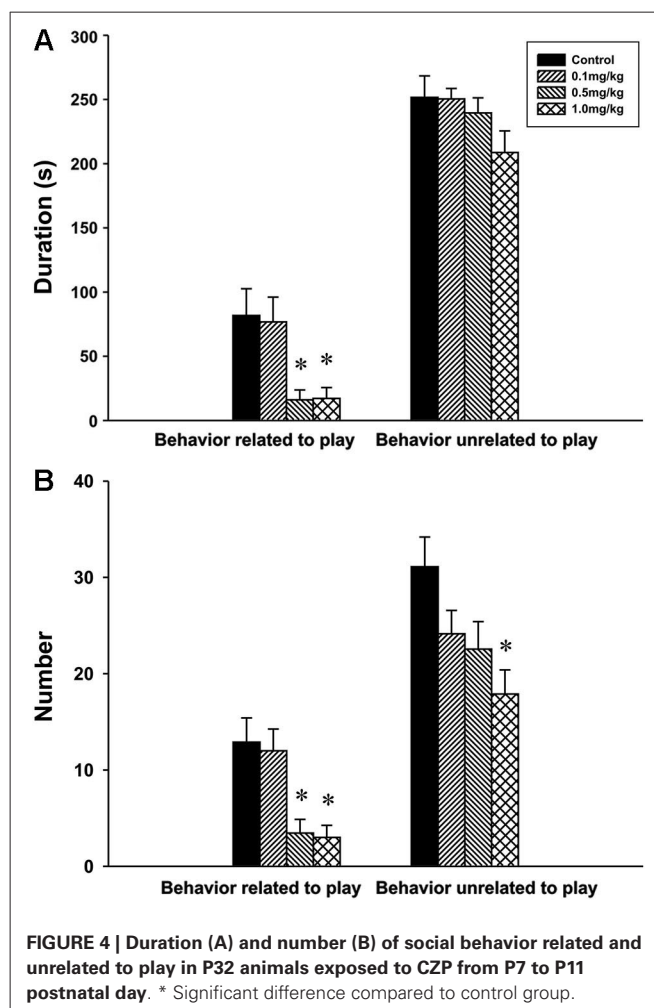 A
Duration (s)
300
250
200
150
100
50
0
Control
0.1mg/kg
0.5mg/kg
1.0mg/kg
* *
Behavior related to play Behavior unrelated to play
B
Number
40
30
20
10
0
*
* *
Behavior related to play Behavior unrelated to play
FIGURE 4 | Duration (A) and number (B) of social behavior related and
unrelated to play in P32 animals exposed to CZP from P7 to P11
postnatal day. * Significant difference compared to control group.